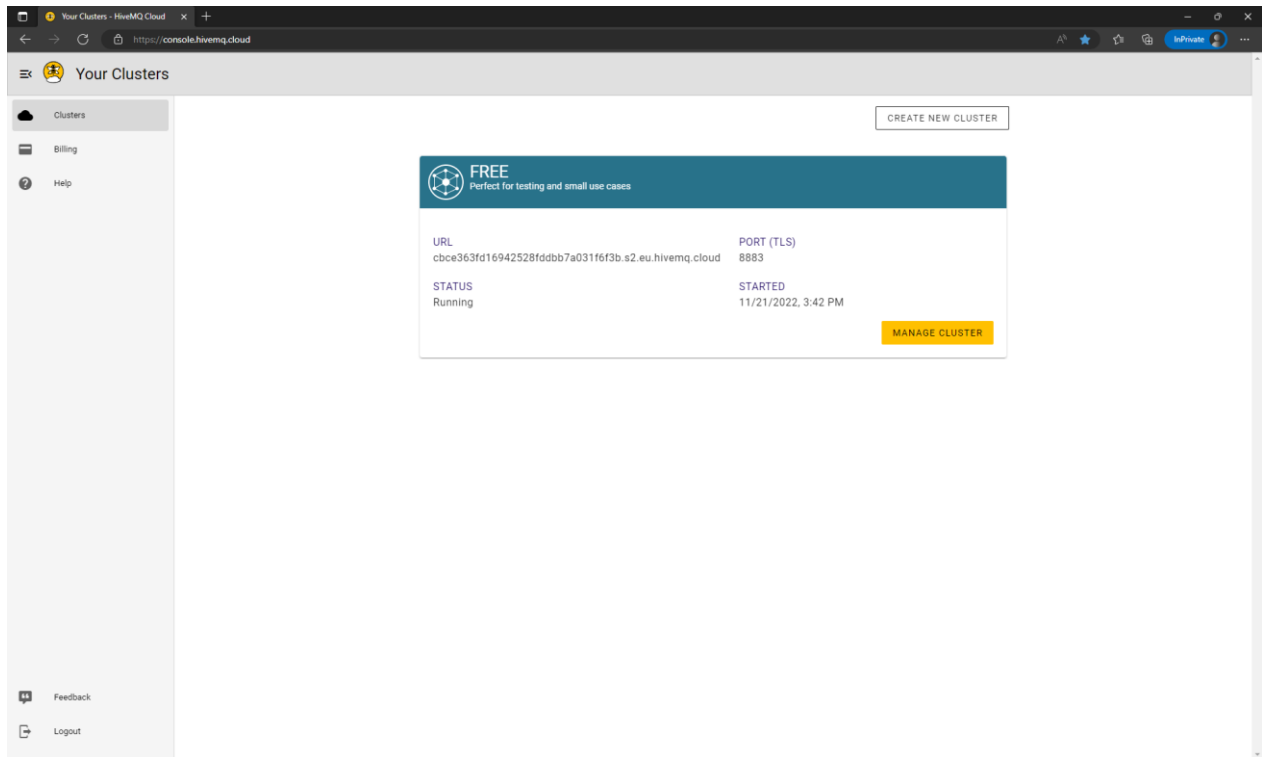 Your Clusters - HiveMQ Cloud
https://console.hivemq.cloud
InPrivate
Your Clusters
Clusters
Billing
Help
CREATE NEW CLUSTER
FREE
Perfect for testing and small use cases
URL
cbce363fd16942528fddbb7a031f6f3b.s2.eu.hivemq.cloud
PORT (TLS)
8883
STATUS
Running
STARTED
11/21/2022, 3:42 PM
MANAGE CLUSTER
Feedback
Logout